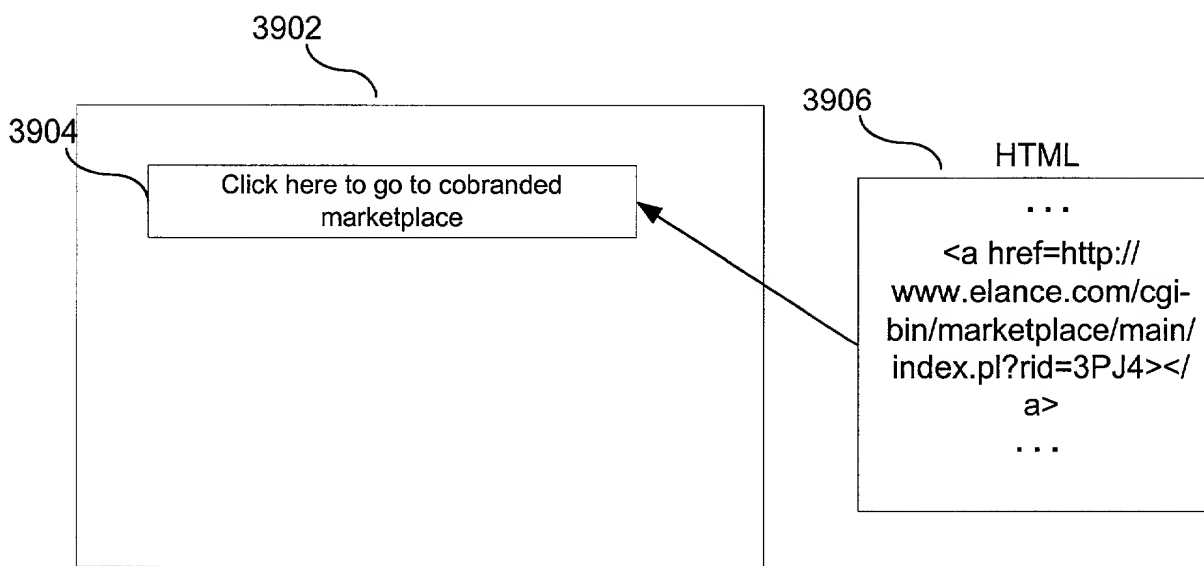 3902
3904
Click here to go to cobranded
marketplace
3906
HTML
. . .
<a href=http://
www.elance.com/cgi-
bin/marketplace/main/
index.pl?rid=3PJ4></
a>
. . .